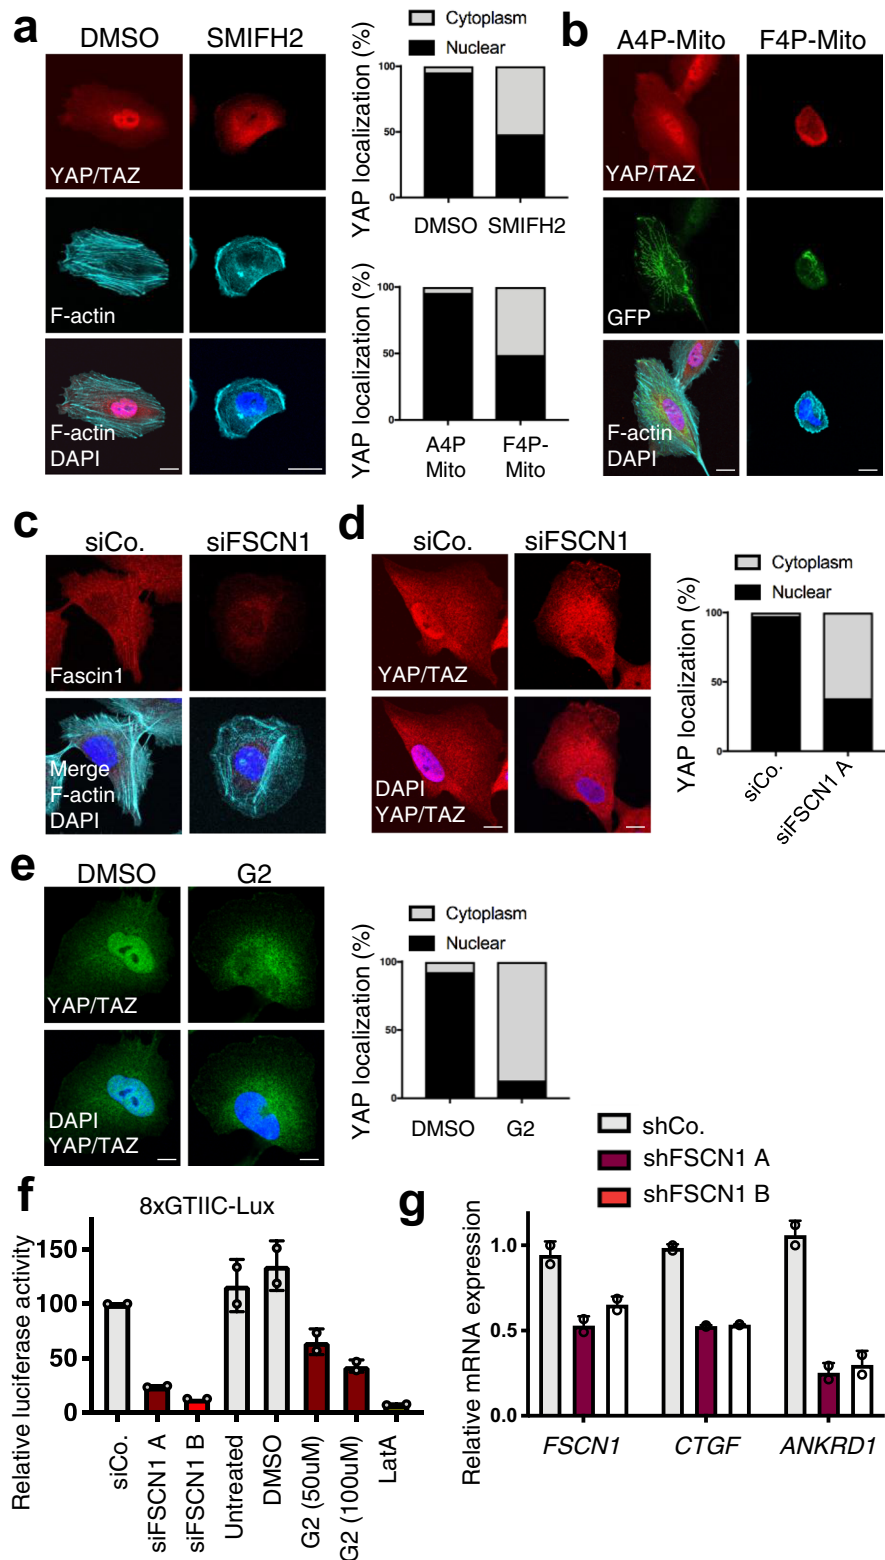 a
DMSO
SMIFH2
YAP/TAZ
F-actin
F-actin
DAPI
Cytoplasm
Nuclear
YAP localization (%)
100
50
0
DMSO
SMIFH2
YAP localization (%)
100
50
0
A4P
Mito
F4P-
Mito
b
A4P-Mito
F4P-Mito
YAP/TAZ
GFP
F-actin
DAPI
c
siCo.
siFSCN1
Fascin1
Merge
F-actin
DAPI
d
siCo.
siFSCN1
YAP/TAZ
DAPI
YAP/TAZ
Cytoplasm
Nuclear
YAP localization (%)
100
50
0
siCo.
siFSCN1 A
e
DMSO
G2
YAP/TAZ
DAPI
YAP/TAZ
Cytoplasm
Nuclear
YAP localization (%)
100
50
0
DMSO
G2
f
8xGTIIC-Lux
Relative luciferase activity
150
100
50
0
siCo.
siFSCN1 A
siFSCN1 B
Untreated
DMSO
G2 (50uM)
G2 (100uM)
LatA
g
shCo.
shFSCN1 A
shFSCN1 B
Relative mRNA expression
1.0
0.5
0.0
FSCN1
CTGF
ANKRD1